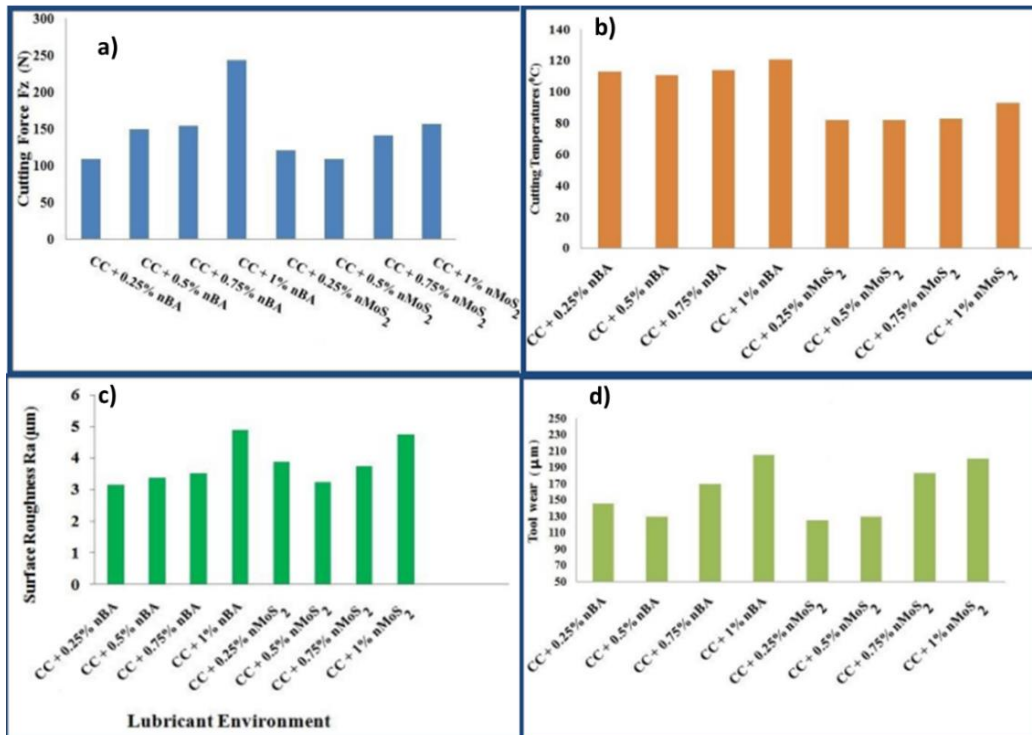 a)
Cutting Force Fz (N)
300
250
200
150
100
50
0
CC + 0.25% nBA
CC + 0.5% nBA
CC + 0.75% nBA
CC + 1% nBA
CC + 0.25% nMoS2
CC + 0.5% nMoS2
CC + 0.75% nMoS2
CC + 1% nMoS2
b)
Cutting Temperatures (°C)
140
120
100
80
60
40
20
0
CC + 0.25% nBA
CC + 0.5% nBA
CC + 0.75% nBA
CC + 1% nBA
CC + 0.25% nMoS2
CC + 0.5% nMoS2
CC + 0.75% nMoS2
CC + 1% nMoS2
c)
Surface Roughness Ra (μm)
6
5
4
3
2
1
0
CC + 0.25% nBA
CC + 0.5% nBA
CC + 0.75% nBA
CC + 1% nBA
CC + 0.25% nMoS2
CC + 0.5% nMoS2
CC + 0.75% nMoS2
CC + 1% nMoS2
Lubricant Environment
d)
Tool wear (μm)
250
230
210
190
170
150
130
110
90
70
50
CC + 0.25% nBA
CC + 0.5% nBA
CC + 0.75% nBA
CC + 1% nBA
CC + 0.25% nMoS2
CC + 0.5% nMoS2
CC + 0.75% nMoS2
CC + 1% nMoS2